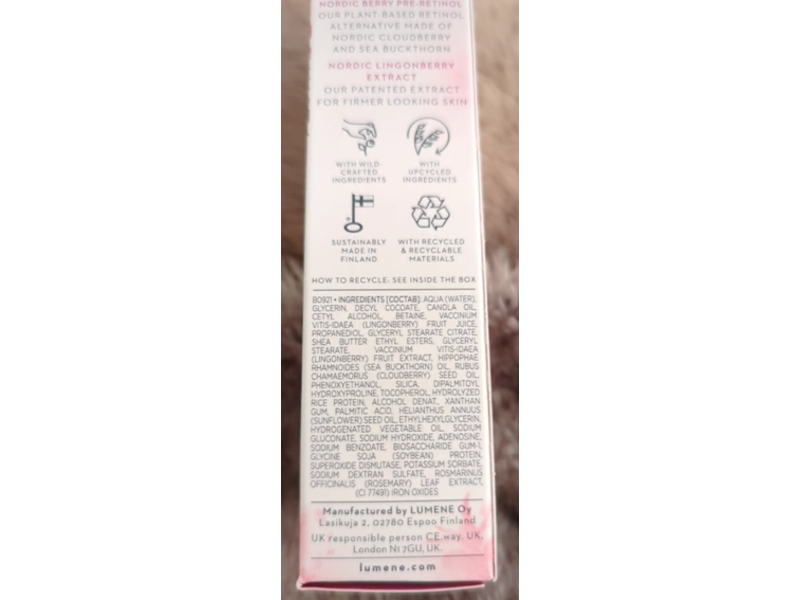 NORDIC BERRY PRE-RETINOL
OUR PLANT-BASED RETINOL
ALTERNATIVE MADE OF
NORDIC CLOUDBERRY
AND SEA BUCKTHORN
NORDIC LINGONBERRY
EXTRACT
OUR PATENTED EXTRACT
FOR FIRMER LOOKING SKIN
WITH WILD-
CRAFTED
INGREDIENTS
WITH
UPCYCLED
INGREDIENTS
SUSTAINABLY
MADE IN
FINLAND
WITH RECYCLED
& RECYCLABLE
MATERIALS
HOW TO RECYCLE: SEE INSIDE THE BOX
B0921 • INGREDIENTS [COCTAB]: AQUA (WATER),
GLYCERIN, DECYL COCOATE, CANOLA OIL,
CETYL ALCOHOL, BETAINE, VACCINIUM
VITIS-IDAEA (LINGONBERRY) FRUIT JUICE,
PROPANEDIOL, GLYCERYL STEARATE CITRATE,
SHEA BUTTER ETHYL ESTERS, GLYCERYL
STEARATE, VACCINIUM VITIS-IDAEA
(LINGONBERRY) FRUIT EXTRACT, HIPPOPHAE
RHAMNOIDES (SEA BUCKTHORN) OIL, RUBUS
CHAMAEMORUS (CLOUDBERRY) SEED OIL,
PHENOXYETHANOL, SILICA, DIPALMITOYL
HYDROXYPROLINE, TOCOPHEROL, HYDROLYZED
RICE PROTEIN, ALCOHOL DENAT., XANTHAN
GUM, PALMITIC ACID, HELIANTHUS ANNUUS
(SUNFLOWER) SEED OIL, ETHYLHEXYLGLYCERIN,
HYDROGENATED VEGETABLE OIL, SODIUM
GLUCONATE, SODIUM HYDROXIDE, ADENOSINE,
SODIUM BENZOATE, BIOSACCHARIDE GUM-1,
GLYCINE SOJA (SOYBEAN) PROTEIN,
SUPEROXIDE DISMUTASE, POTASSIUM SORBATE,
SODIUM DEXTRAN SULFATE, ROSMARINUS
OFFICINALIS (ROSEMARY) LEAF EXTRACT,
(CI 77491) IRON OXIDES
Manufactured by LUMENE Oy
Lasikuja 2, 02780 Espoo Finland
UK responsible person CE.way. UK,
London N1 7GU, UK.
lumene.com